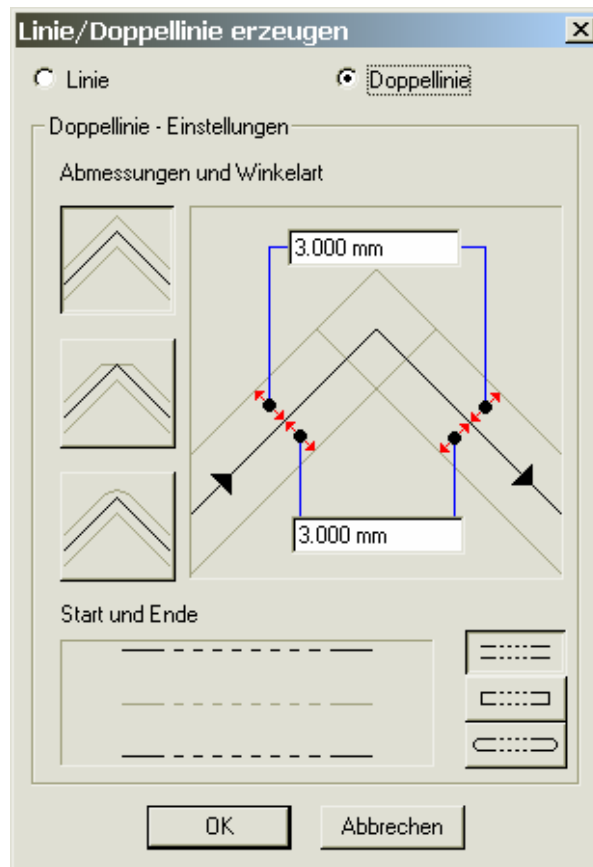 Linie/Doppellinie erzeugen
Linie
Doppellinie
Doppellinie - Einstellungen
Abmessungen und Winkelart
3.000 mm
3.000 mm
Start und Ende
OK
Abbrechen